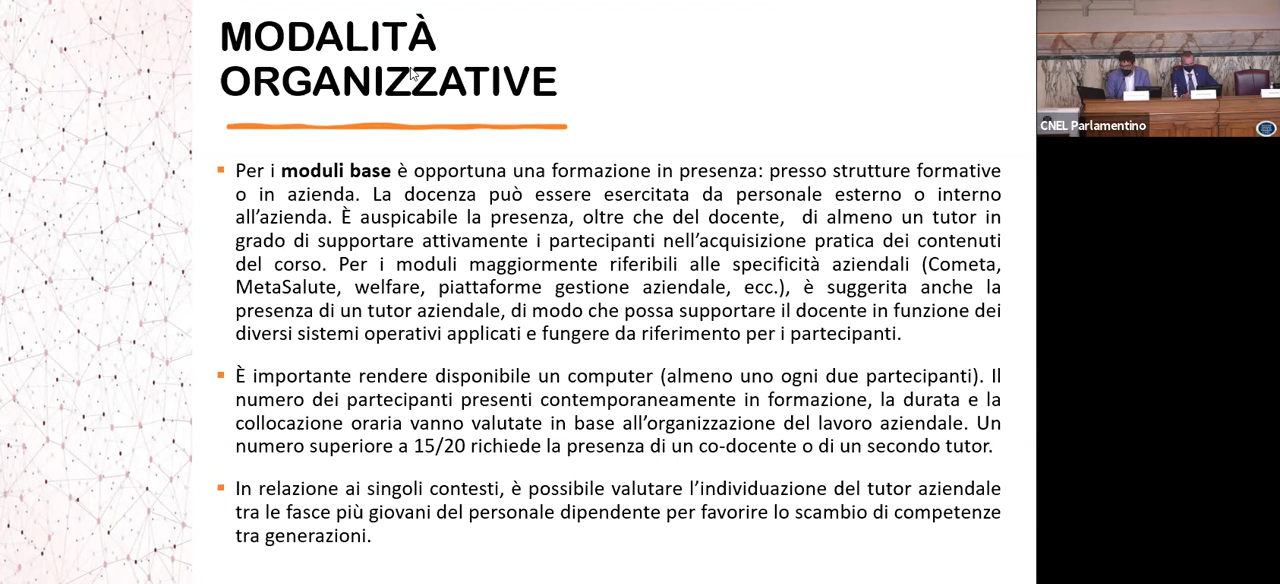 MODALITÀ
ORGANIZZATIVE
Per i moduli base è opportuna una formazione in presenza: presso strutture formative
o in azienda. La docenza può essere esercitata da personale esterno o interno
all’azienda. È auspicabile la presenza, oltre che del docente, di almeno un tutor in
grado di supportare attivamente i partecipanti nell’acquisizione pratica dei contenuti
del corso. Per i moduli maggiormente riferibili alle specificità aziendali (Cometa,
MetaSalute, welfare, piattaforme gestione aziendale, ecc.), è suggerita anche la
presenza di un tutor aziendale, di modo che possa supportare il docente in funzione dei
diversi sistemi operativi applicati e fungere da riferimento per i partecipanti.
È importante rendere disponibile un computer (almeno uno ogni due partecipanti). Il
numero dei partecipanti presenti contemporaneamente in formazione, la durata e la
collocazione oraria vanno valutate in base all’organizzazione del lavoro aziendale. Un
numero superiore a 15/20 richiede la presenza di un co-docente o di un secondo tutor.
In relazione ai singoli contesti, è possibile valutare l’individuazione del tutor aziendale
tra le fasce più giovani del personale dipendente per favorire lo scambio di competenze
tra generazioni.
CNEL Parlamentino